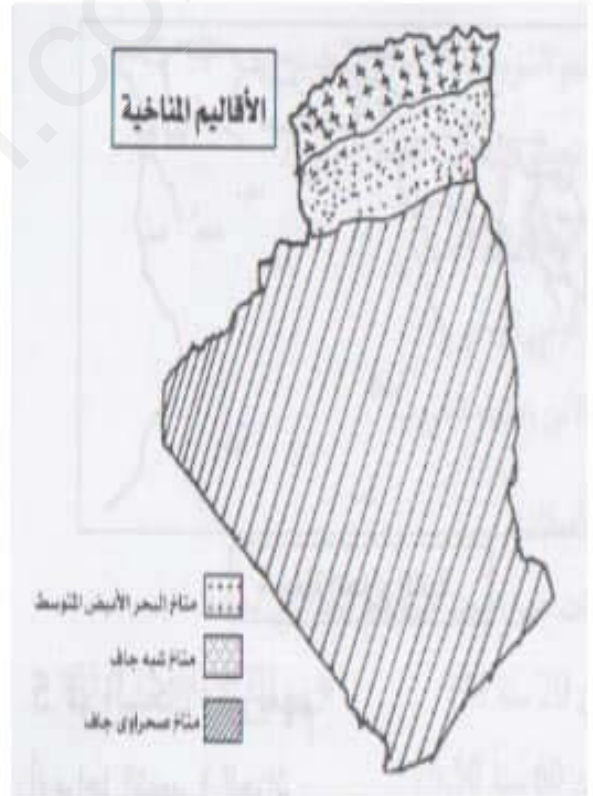 الأقاليم المناخية
مناخ البحر الأبيض المتوسط
مناخ شبه جاف
مناخ صحراوي جاف